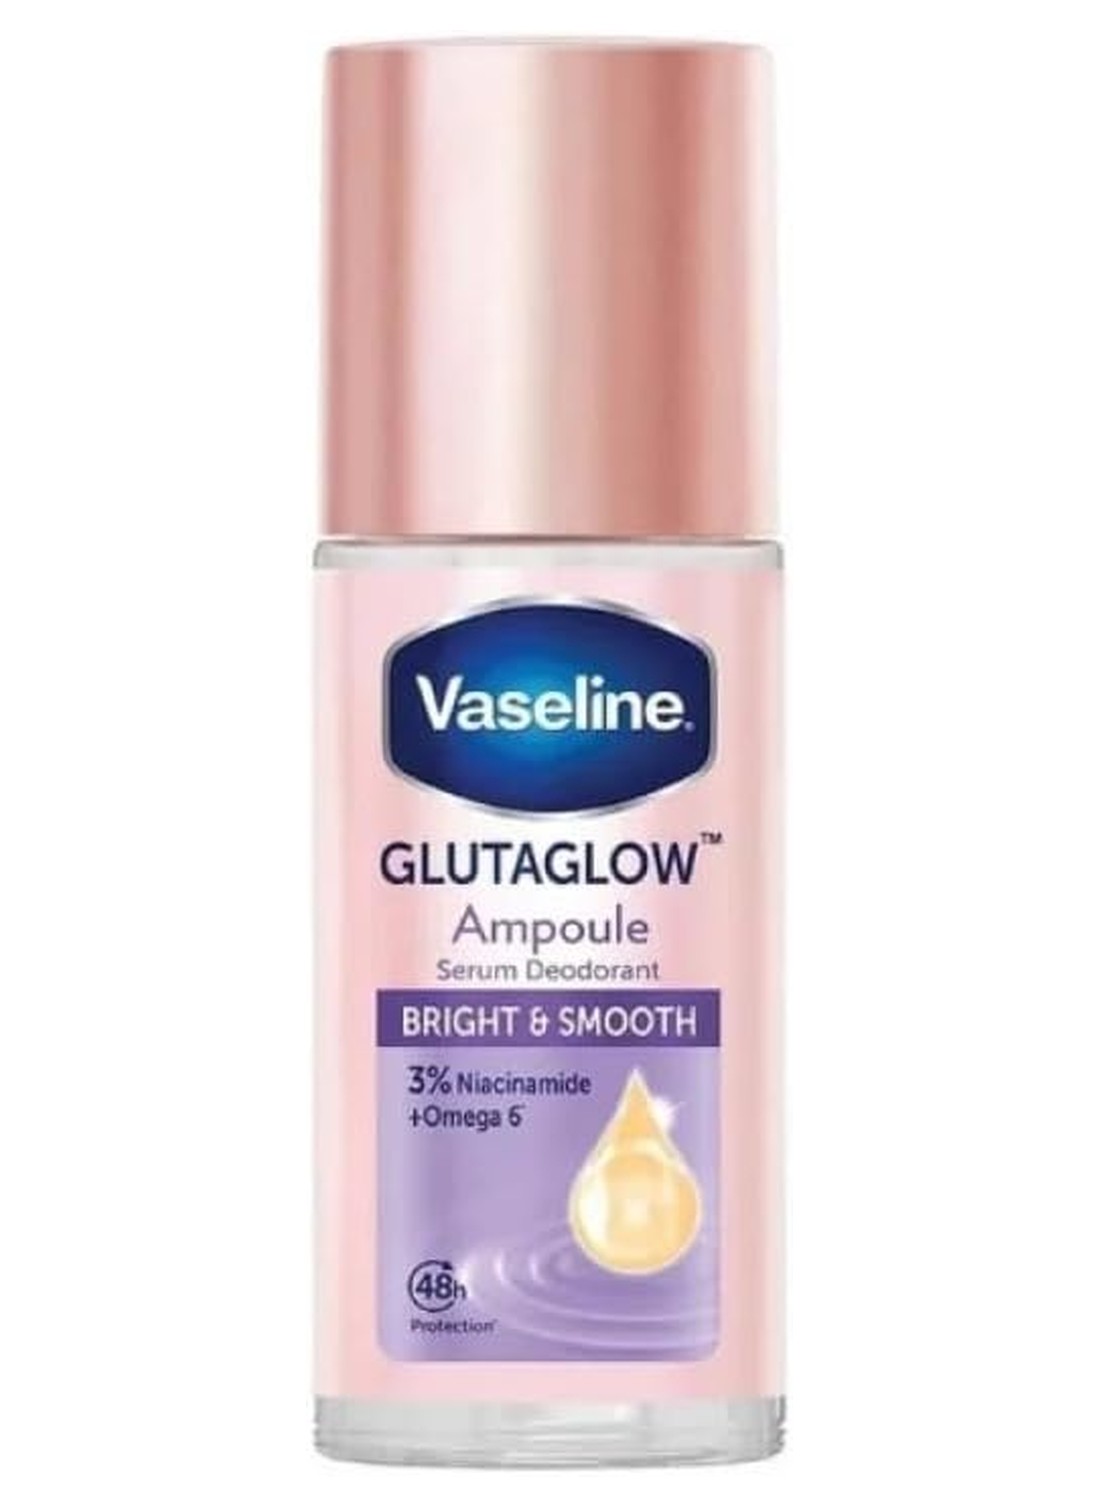 Vaseline®
GLUTAGLOW™
Ampoule
Serum Deodorant
BRIGHT & SMOOTH
3% Niacinamide
+Omega 6*
48h
Protection*